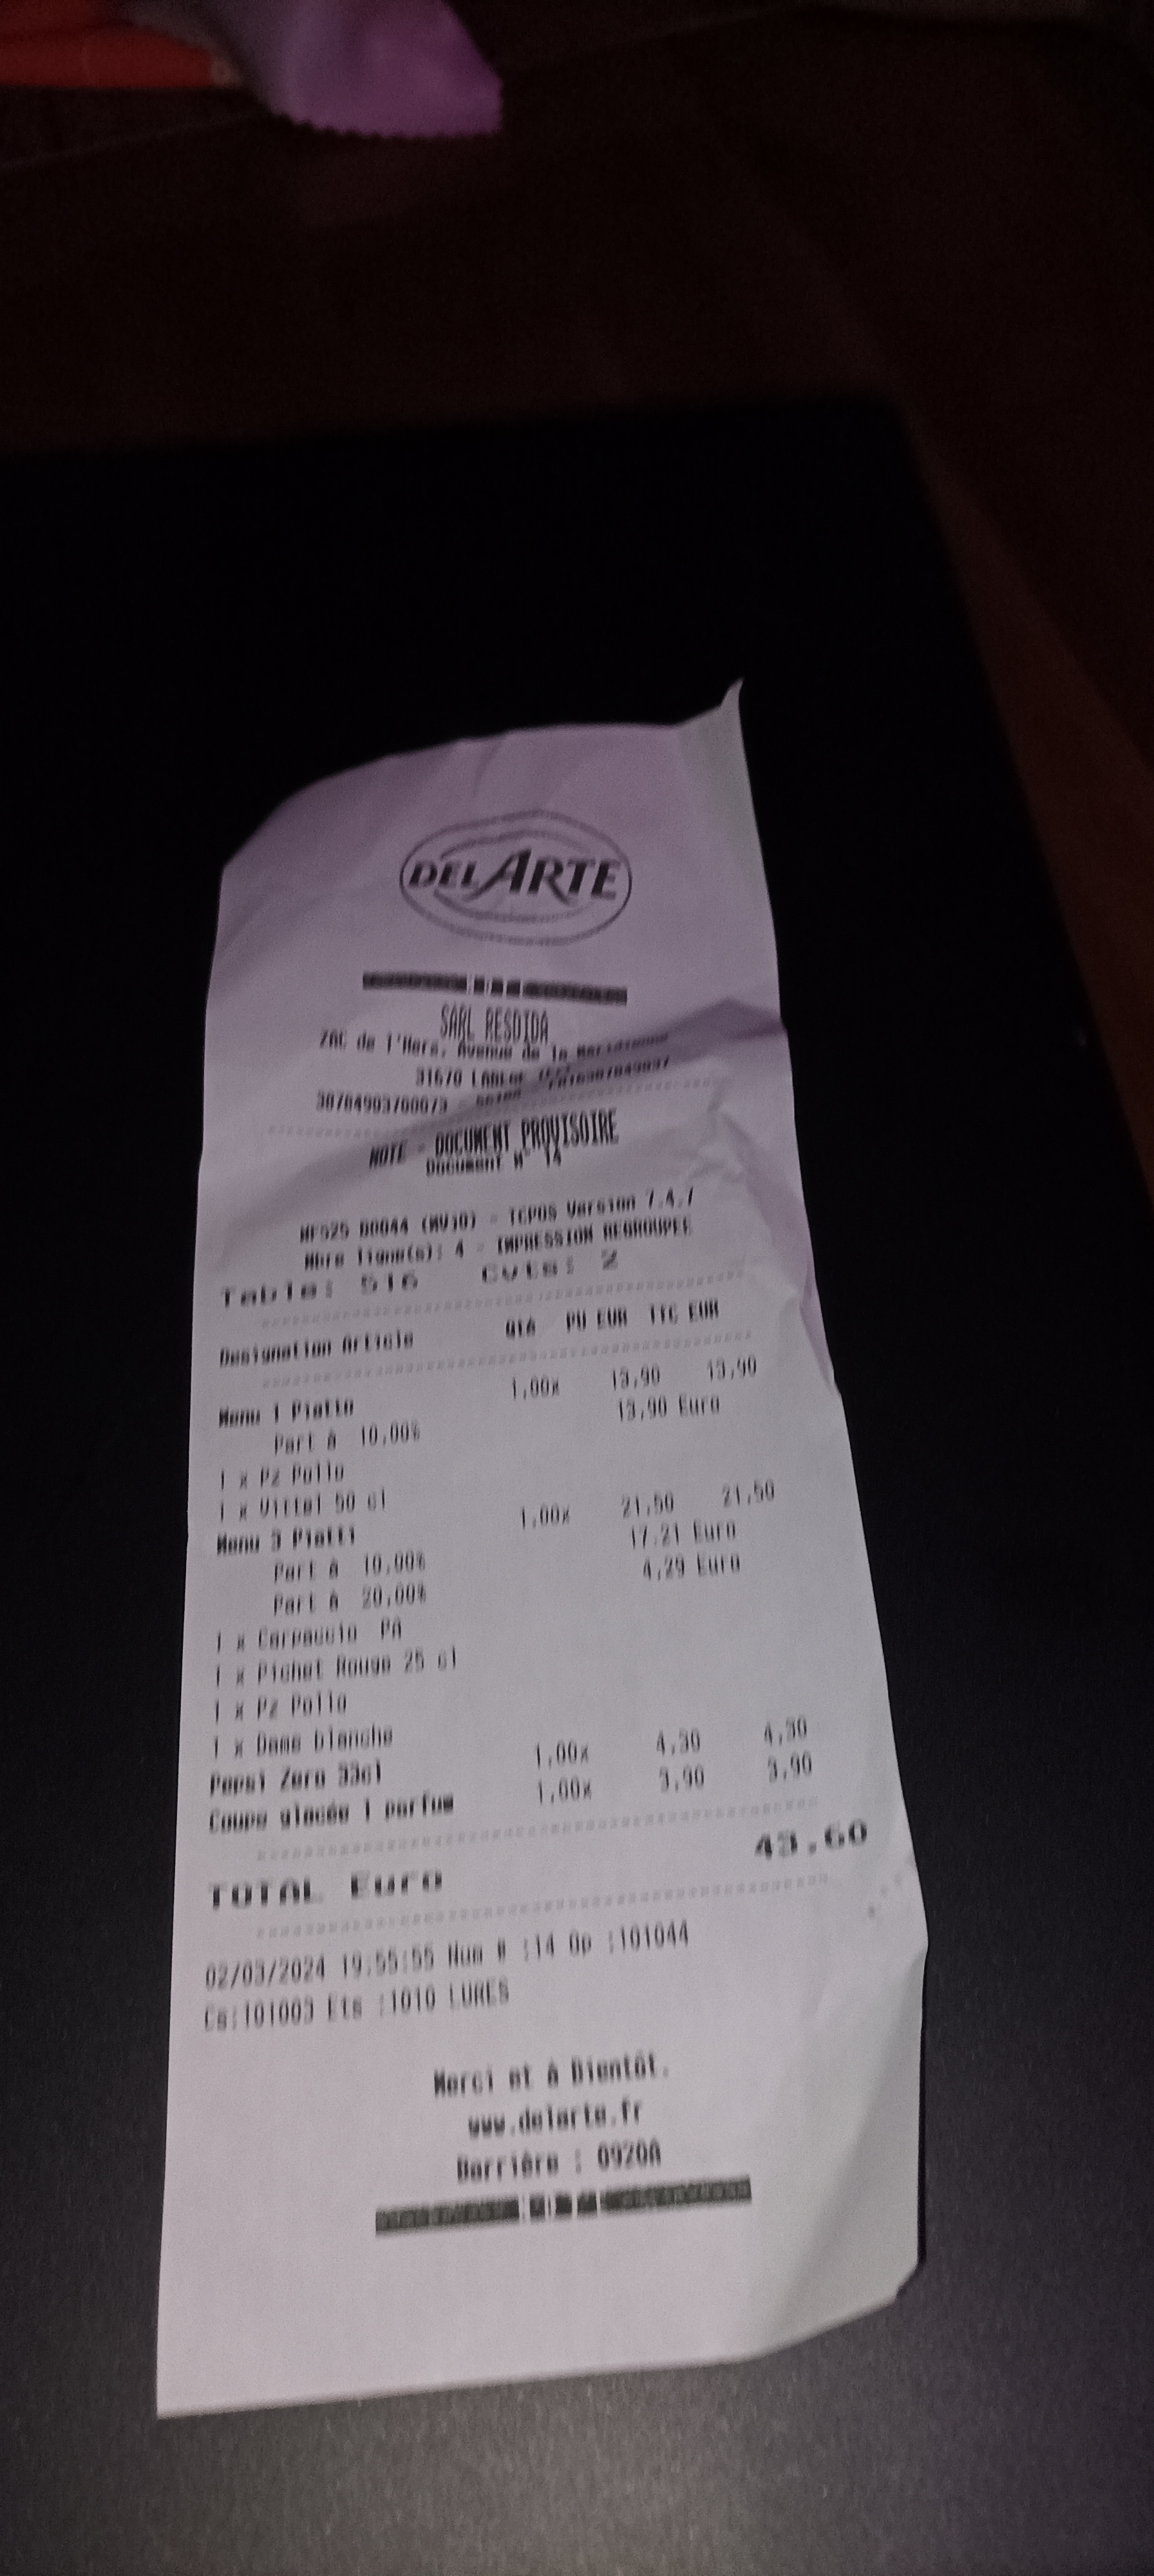 DEL ARTE
SARL RESDIDA
ZAC de l'Hers, Avenue de la Méridienne
31670
38784903700073
NOTE - DOCUMENT PROVISOIRE
Document N° 14
NF525 B0044 (MV10) - TCPOS Version 7.4.7
Nbre ligne(s): 4 - IMPRESSION REGROUPEE
Table: 516 Cvts: 2
Designation Article Qté PU EUR TTC EUR
Menu 1 Piatto 1,00x 13,90 13,90
Part à 10,00% 13,90 Euro
1 x Pz Pollo
1 x Vittel 50 cl
Menu 3 Piatti 1,00x 21,50 21,50
Part à 10,00% 17,21 Euro
Part à 20,00% 4,29 Euro
1 x Carpaccio PA
1 x Pichet Rouge 25 cl
1 x Pz Pollo
1 x Dame blanche
Pepsi Zero 33cl 1,00x 4,30 4,30
Coupe glacée 1 parfum 1,00x 3,90 3,90
TOTAL Euro 43,60
02/03/2024 19:55:55 Num # :14 Op :101044
Cs:101003 Ets :1010 LURES
Merci et à Bientôt.
www.delarte.fr
Barrière : 0920A